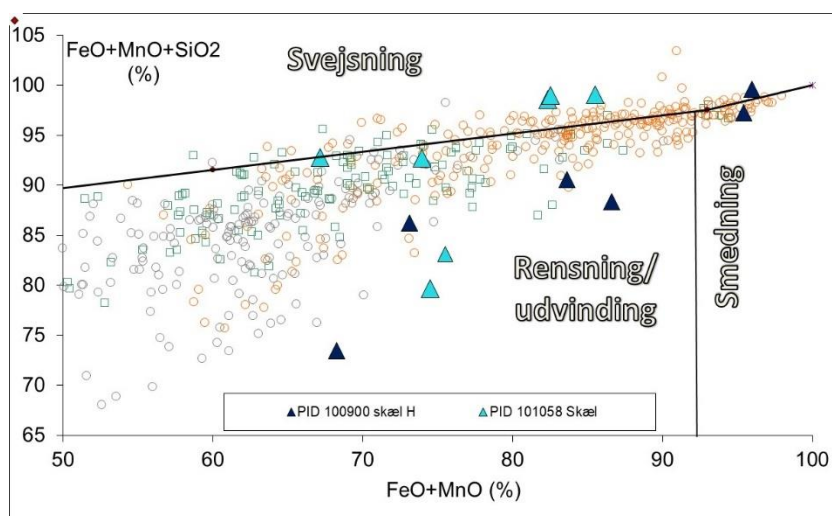 105
100
95
90
85
80
75
70
65
FeO+MnO+SiO2
(%)
Svejsning
Rensning/
udvinding
Smedning
PID 100900 skæl H
PID 101058 Skæl
50
60
70
80
90
100
FeO+MnO (%)